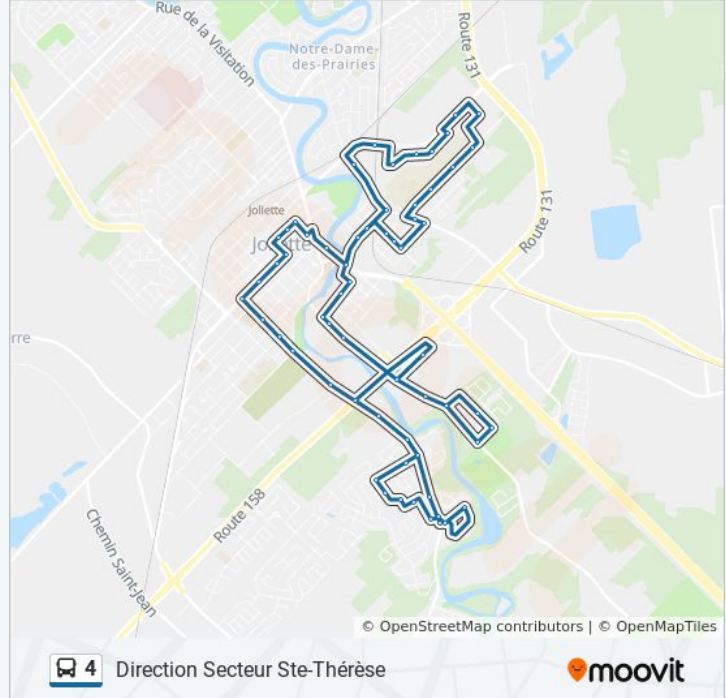 Rue de la Visitation
Notre-Dame-
des-Prairies
Route 131
Joliette
Joliette
Route 131
rre
Route 158
Chemin Saint-Jean
© OpenStreetMap contributors | © OpenMapTiles
4 Direction Secteur Ste-Thérèse
moovit